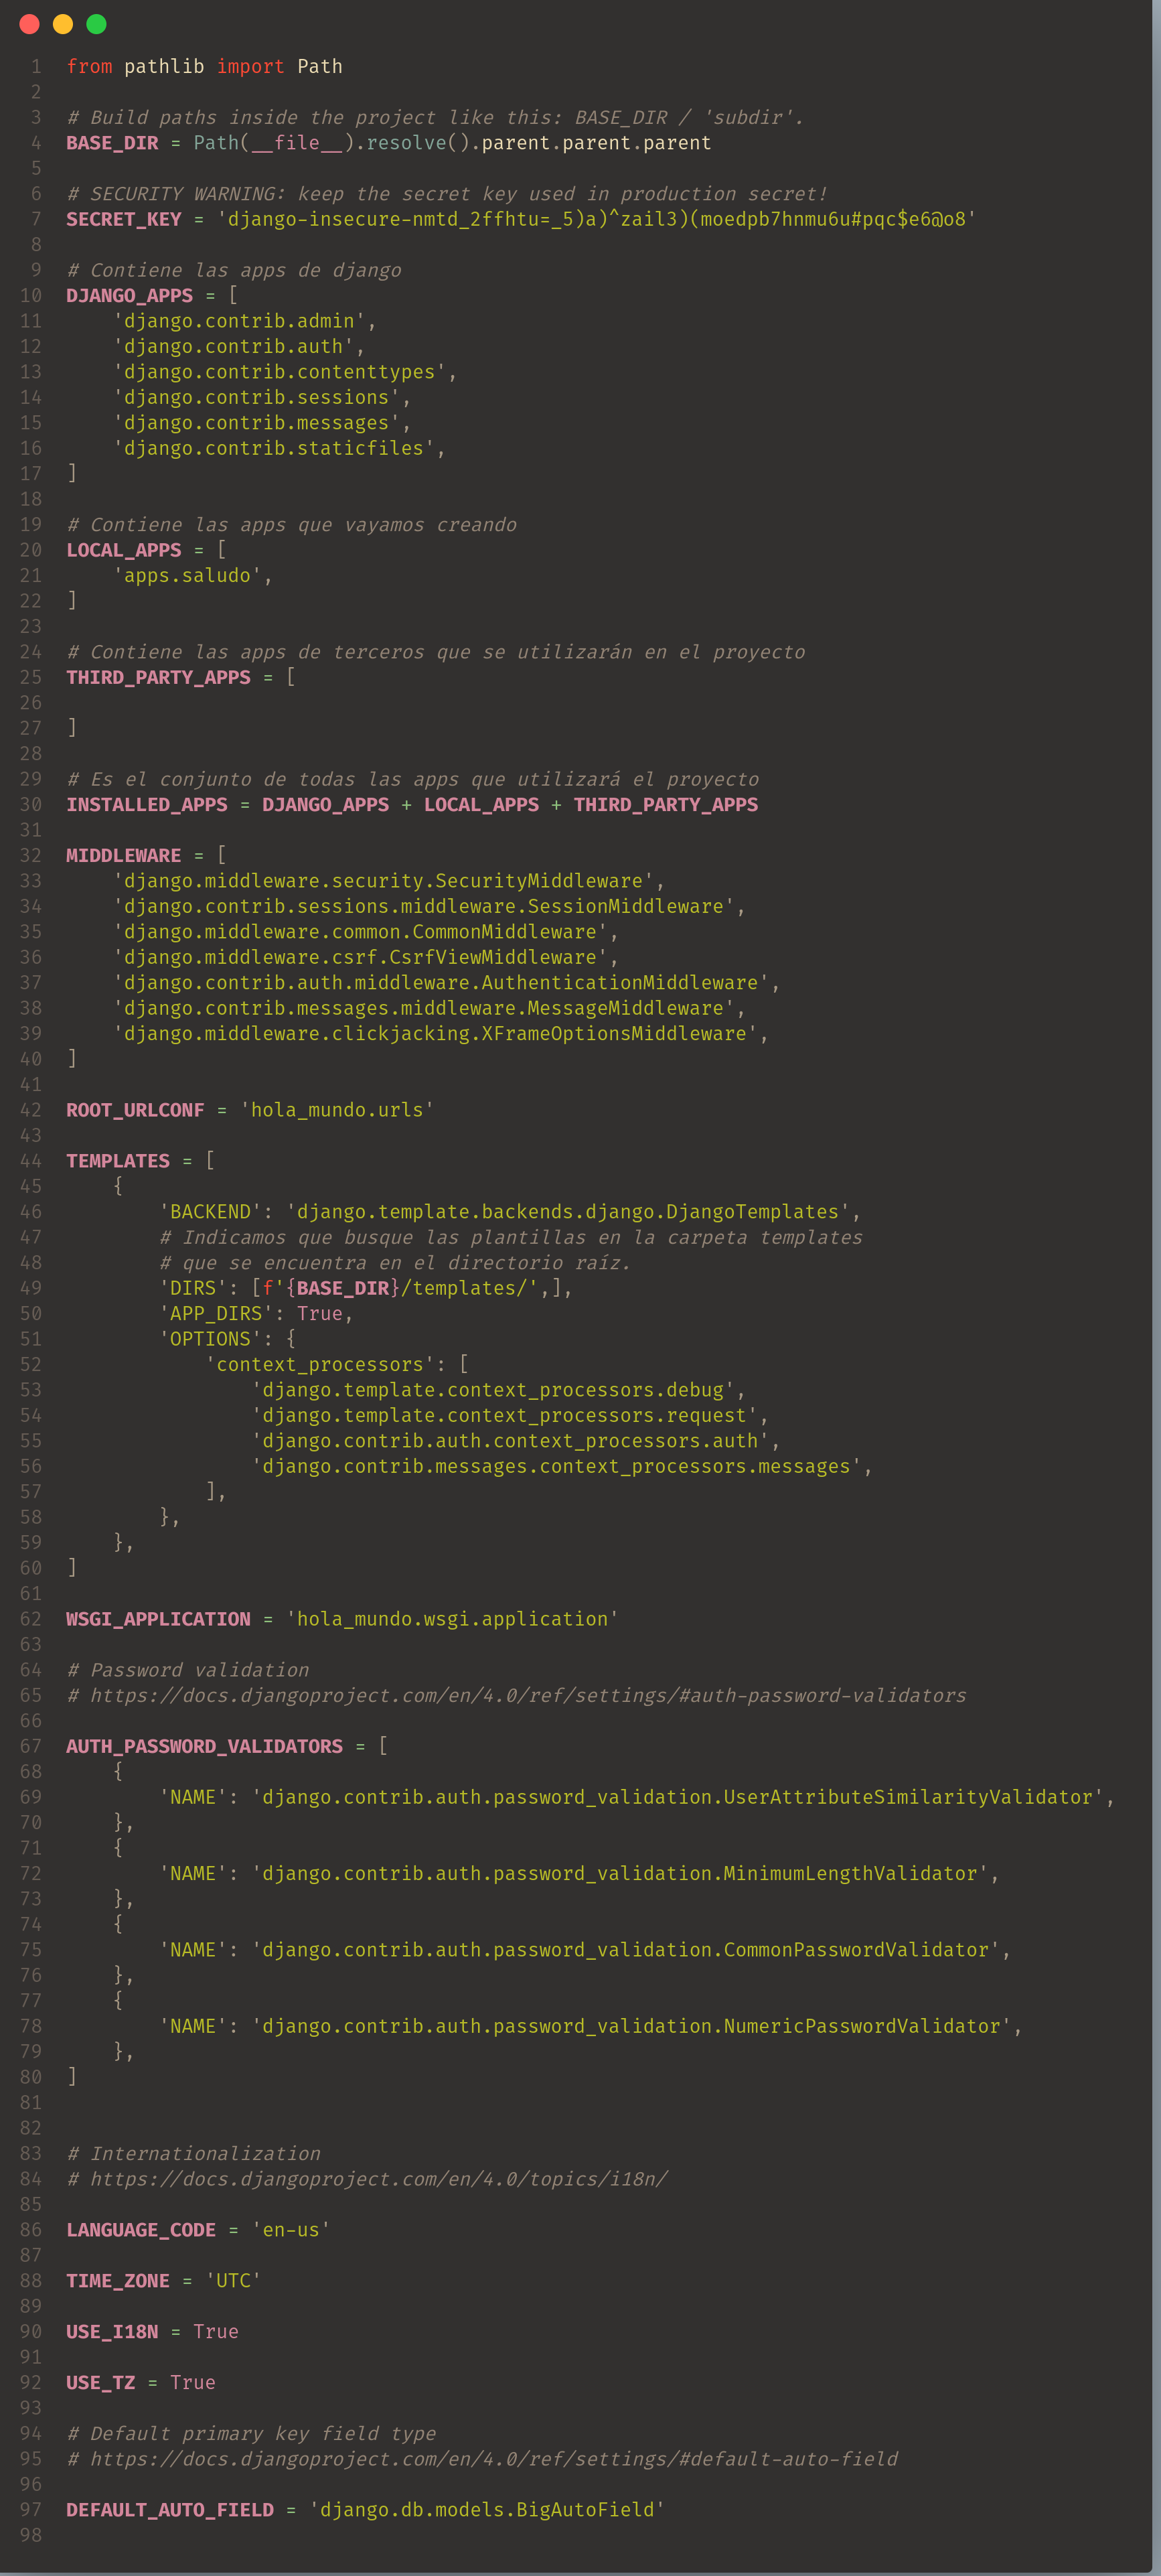 1 from pathlib import Path
2
3 # Build paths inside the project like this: BASE_DIR / 'subdir'.
4 BASE_DIR = Path(__file__).resolve().parent.parent.parent
5
6 # SECURITY WARNING: keep the secret key used in production secret!
7 SECRET_KEY = 'django-insecure-nmtd_2ffhtu=_5)a)^zail3)(moedpb7hnmu6u#pqc$e6@o8'
8
9 # Contiene las apps de django
10 DJANGO_APPS = [
11     'django.contrib.admin',
12     'django.contrib.auth',
13     'django.contrib.contenttypes',
14     'django.contrib.sessions',
15     'django.contrib.messages',
16     'django.contrib.staticfiles',
17 ]
18
19 # Contiene las apps que vayamos creando
20 LOCAL_APPS = [
21     'apps.saludo',
22 ]
23
24 # Contiene las apps de terceros que se utilizarán en el proyecto
25 THIRD_PARTY_APPS = [
26
27 ]
28
29 # Es el conjunto de todas las apps que utilizará el proyecto
30 INSTALLED_APPS = DJANGO_APPS + LOCAL_APPS + THIRD_PARTY_APPS
31
32 MIDDLEWARE = [
33     'django.middleware.security.SecurityMiddleware',
34     'django.contrib.sessions.middleware.SessionMiddleware',
35     'django.middleware.common.CommonMiddleware',
36     'django.middleware.csrf.CsrfViewMiddleware',
37     'django.contrib.auth.middleware.AuthenticationMiddleware',
38     'django.contrib.messages.middleware.MessageMiddleware',
39     'django.middleware.clickjacking.XFrameOptionsMiddleware',
40 ]
41
42 ROOT_URLCONF = 'hola_mundo.urls'
43
44 TEMPLATES = [
45     {
46         'BACKEND': 'django.template.backends.django.DjangoTemplates',
47         # Indicamos que busque las plantillas en la carpeta templates
48         # que se encuentra en el directorio raíz.
49         'DIRS': [f'{BASE_DIR}/templates/',],
50         'APP_DIRS': True,
51         'OPTIONS': {
52             'context_processors': [
53                 'django.template.context_processors.debug',
54                 'django.template.context_processors.request',
55                 'django.contrib.auth.context_processors.auth',
56                 'django.contrib.messages.context_processors.messages',
57             ],
58         },
59     },
60 ]
61
62 WSGI_APPLICATION = 'hola_mundo.wsgi.application'
63
64 # Password validation
65 # https://docs.djangoproject.com/en/4.0/ref/settings/#auth-password-validators
66
67 AUTH_PASSWORD_VALIDATORS = [
68     {
69         'NAME': 'django.contrib.auth.password_validation.UserAttributeSimilarityValidator',
70     },
71     {
72         'NAME': 'django.contrib.auth.password_validation.MinimumLengthValidator',
73     },
74     {
75         'NAME': 'django.contrib.auth.password_validation.CommonPasswordValidator',
76     },
77     {
78         'NAME': 'django.contrib.auth.password_validation.NumericPasswordValidator',
79     },
80 ]
81
82
83 # Internationalization
84 # https://docs.djangoproject.com/en/4.0/topics/i18n/
85
86 LANGUAGE_CODE = 'en-us'
87
88 TIME_ZONE = 'UTC'
89
90 USE_I18N = True
91
92 USE_TZ = True
93
94 # Default primary key field type
95 # https://docs.djangoproject.com/en/4.0/ref/settings/#default-auto-field
96
97 DEFAULT_AUTO_FIELD = 'django.db.models.BigAutoField'
98